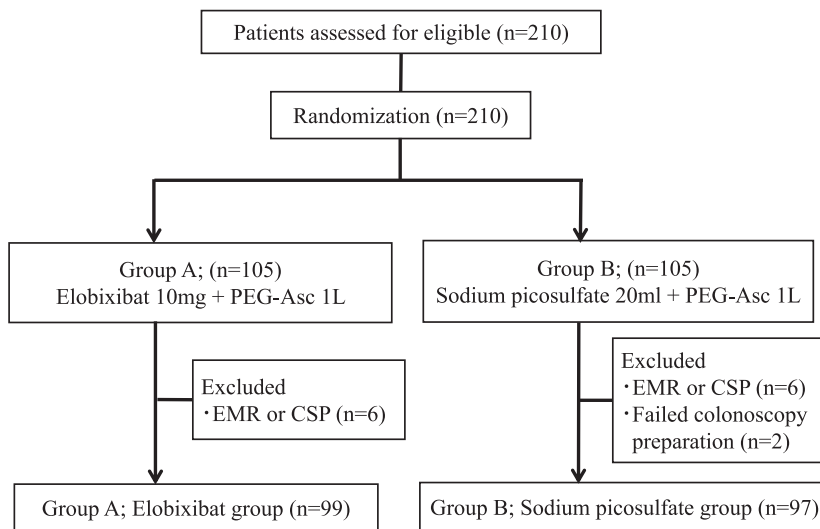 Patients assessed for eligible (n=210)
Randomization (n=210)
Group A; (n=105)
Elobixibat 10mg + PEG-Asc 1L
Group B; (n=105)
Sodium picosulfate 20ml + PEG-Asc 1L
Excluded
・EMR or CSP (n=6)
Excluded
・EMR or CSP (n=6)
・Failed colonoscopy
preparation (n=2)
Group A; Elobixibat group (n=99)
Group B; Sodium picosulfate group (n=97)